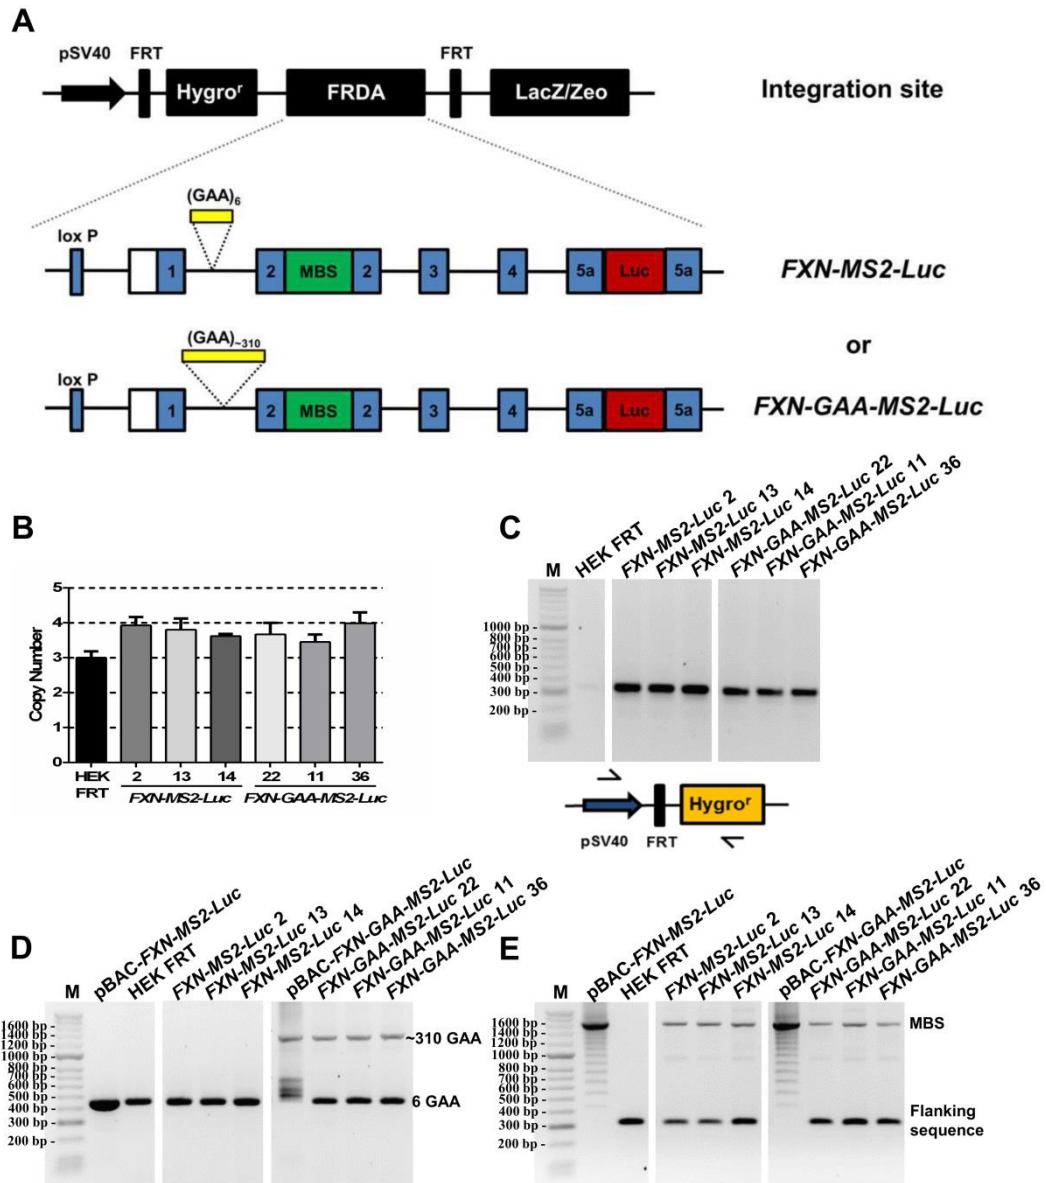 A
pSV40 FRT FRT
Hygroʳ FRDA LacZ/Zeo Integration site
(GAA)₆
lox P
1 2 MBS 2 3 4 5a Luc 5a FXN-MS2-Luc
(GAA)~₃₁₀
or
lox P
1 2 MBS 2 3 4 5a Luc 5a FXN-GAA-MS2-Luc
B
Copy Number
5
4
3
2
1
0
HEK FRT 2 13 14 22 11 36
FXN-MS2-Luc FXN-GAA-MS2-Luc
C
M HEK FRT FXN-MS2-Luc 2 FXN-MS2-Luc 13 FXN-MS2-Luc 14 FXN-GAA-MS2-Luc 22 FXN-GAA-MS2-Luc 11 FXN-GAA-MS2-Luc 36
1000 bp -
800 bp -
700 bp -
600 bp -
500 bp -
400 bp -
300 bp -
200 bp -
Hygroʳ
pSV40 FRT
D
M pBAC-FXN-MS2-Luc HEK FRT FXN-MS2-Luc 2 FXN-MS2-Luc 13 FXN-MS2-Luc 14 pBAC-FXN-GAA-MS2-Luc FXN-GAA-MS2-Luc 22 FXN-GAA-MS2-Luc 11 FXN-GAA-MS2-Luc 36
1600 bp -
1400 bp -
1200 bp -
1000 bp -
800 bp -
700 bp -
600 bp -
500 bp -
400 bp -
300 bp -
200 bp -
~310 GAA
6 GAA
E
M pBAC-FXN-MS2-Luc HEK FRT FXN-MS2-Luc 2 FXN-MS2-Luc 13 FXN-MS2-Luc 14 pBAC-FXN-GAA-MS2-Luc FXN-GAA-MS2-Luc 22 FXN-GAA-MS2-Luc 11 FXN-GAA-MS2-Luc 36
1600 bp -
1400 bp -
1200 bp -
1000 bp -
800 bp -
700 bp -
600 bp -
500 bp -
400 bp -
300 bp -
200 bp -
MBS
Flanking
sequence